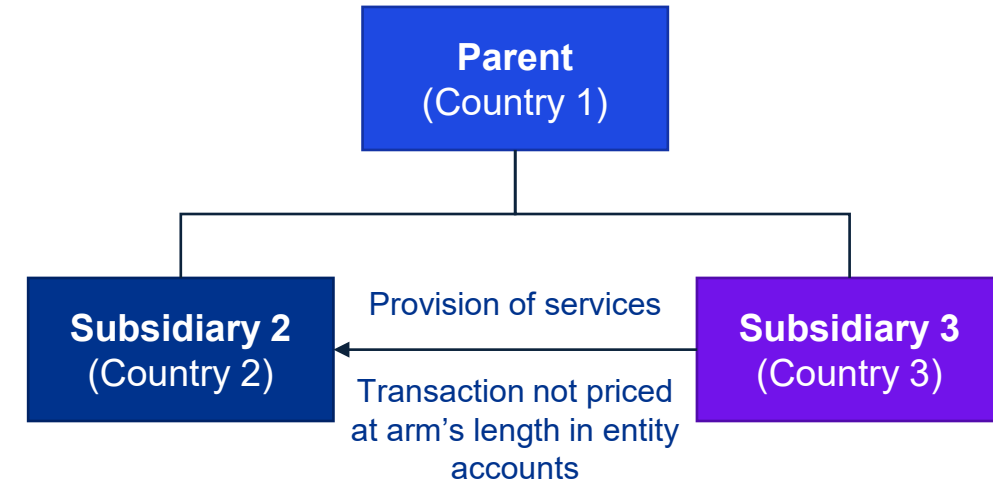 Parent
(Country 1)
Provision of services
Subsidiary 2
(Country 2)
Subsidiary 3
(Country 3)
Transaction not priced
at arm’s length in entity
accounts